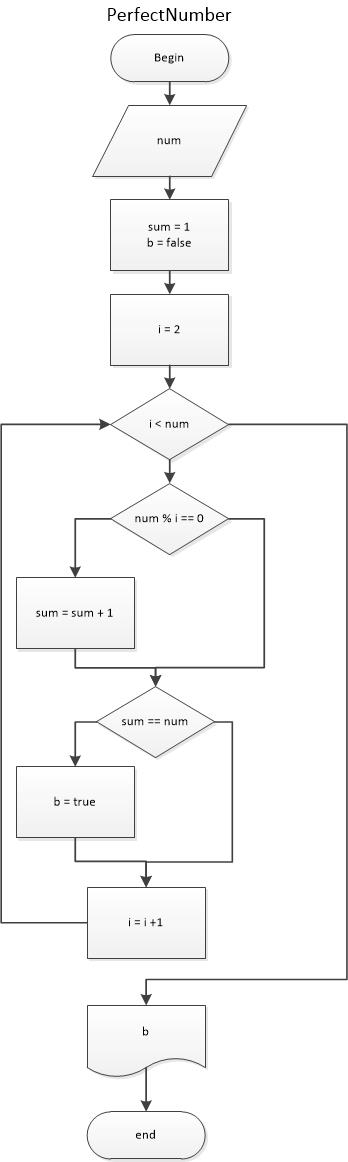 PerfectNumber
Begin
num
sum = 1
b = false
i = 2
i < num
num % i == 0
sum = sum + 1
sum == num
b = true
i = i +1
b
end